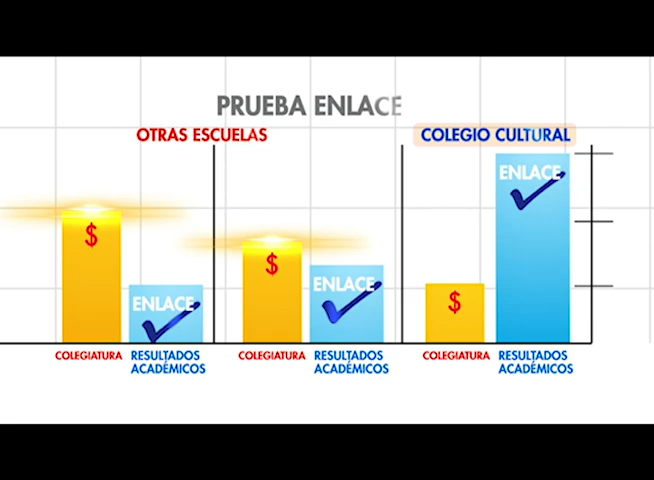 PRUEBA ENLACE
OTRAS ESCUELAS
COLEGIO CULTURAL
$
ENLACE
$
ENLACE
$
ENLACE
COLEGIATURA
RESULTADOS
ACADÉMICOS
COLEGIATURA
RESULTADOS
ACADÉMICOS
COLEGIATURA
RESULTADOS
ACADÉMICOS